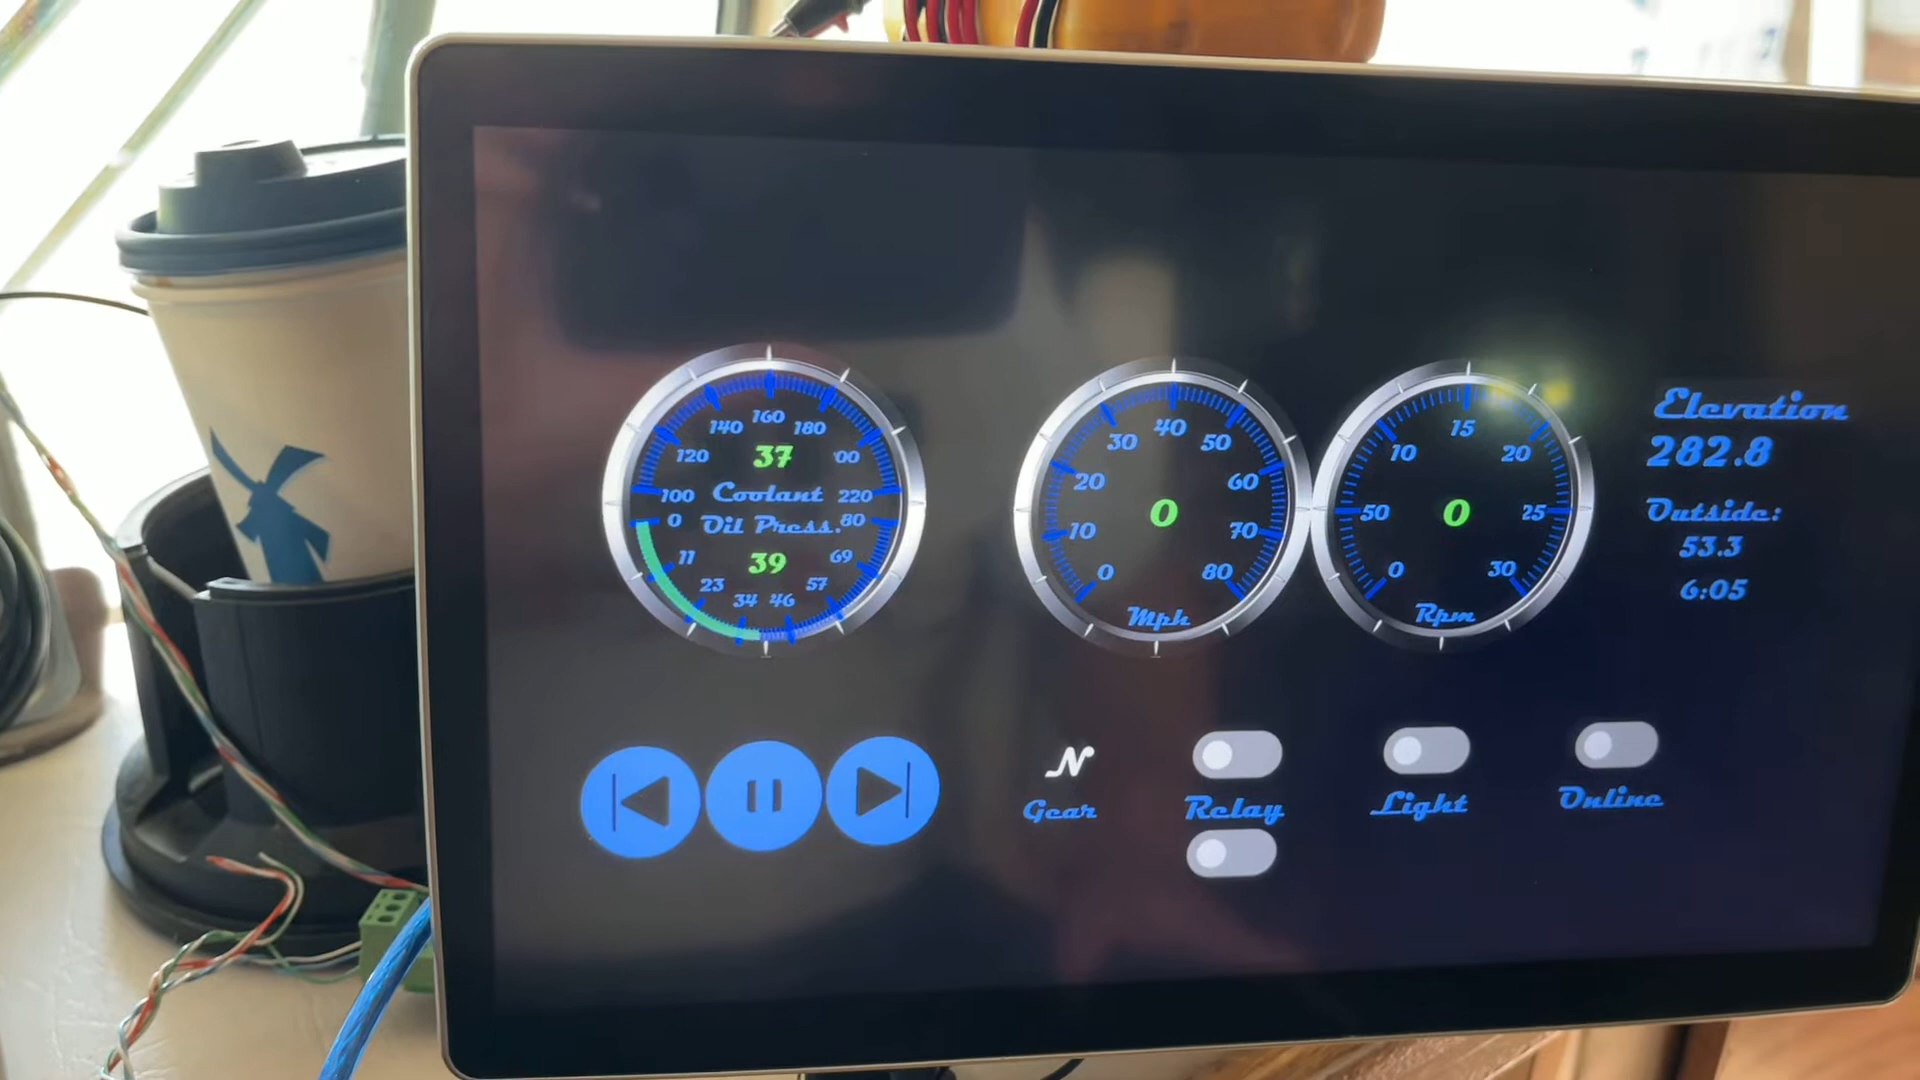 160
140 180
120 37 00
100 Coolant 220
0 Oil Press. 80
11 39 69
23 57
34 46
40
30 50
20 60
0
10 70
0 80
Mph
15
10 20
50 0 25
0 30
Rpm
Elevation
282.8
Outside:
53.3
6:05
N
Gear
Relay
Light
Online